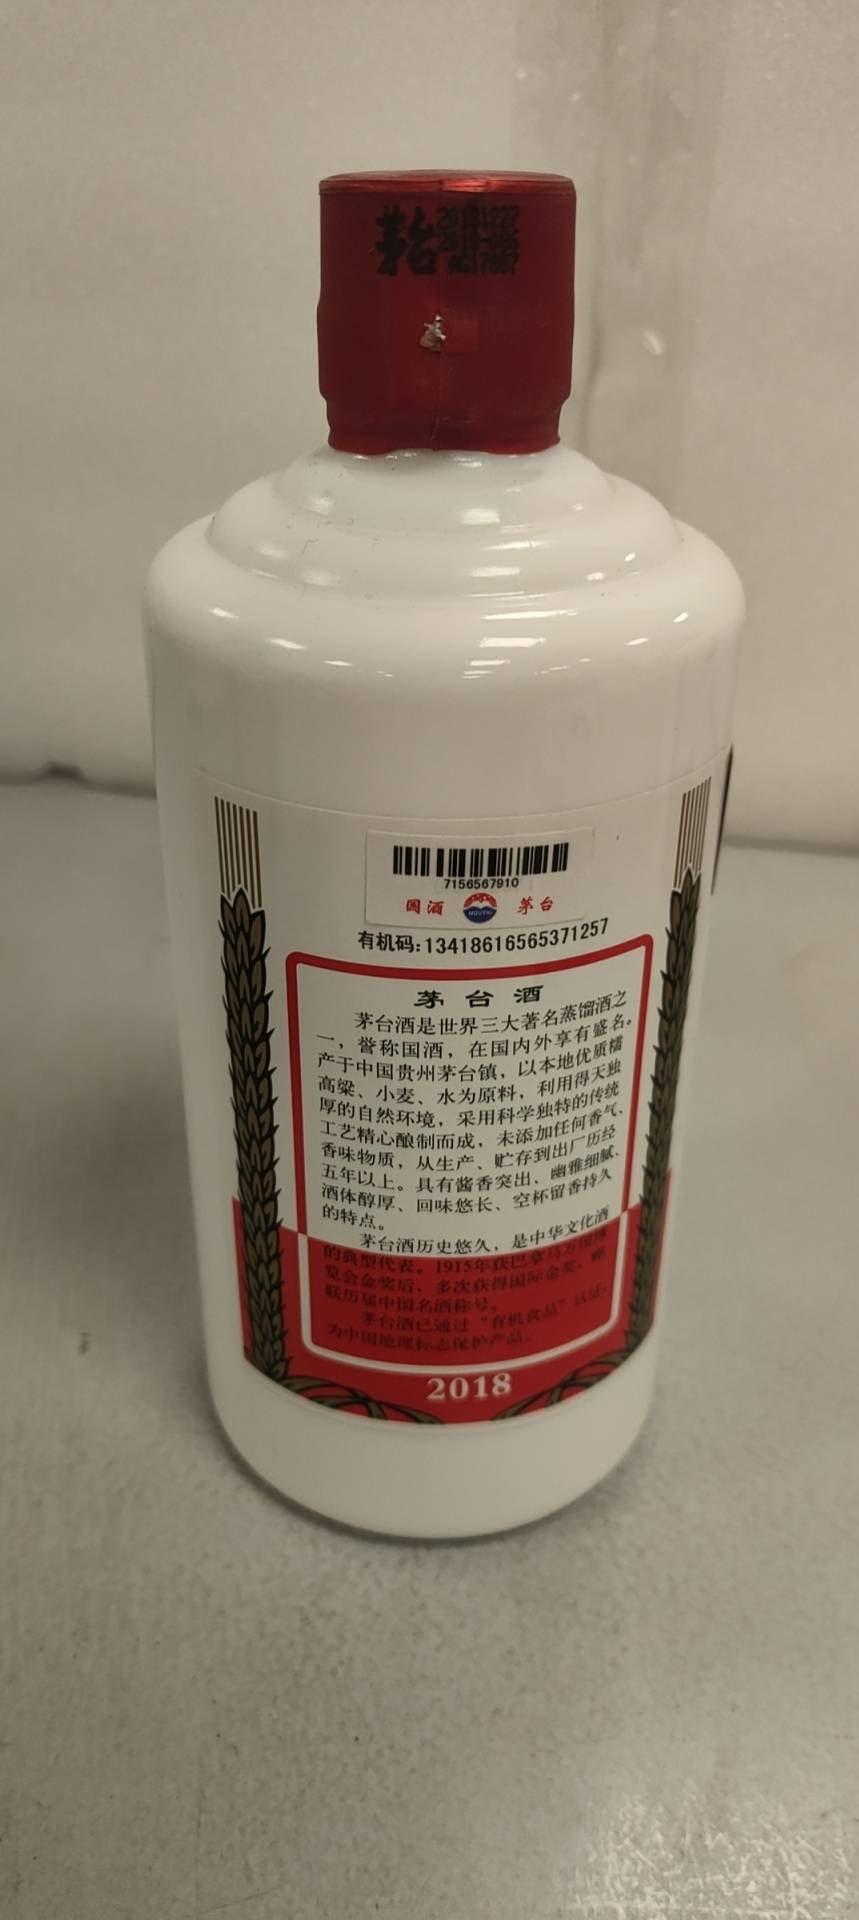 茅台
7156567910
国酒 MOUTAI 茅台
有机码:13418616565371257
茅台酒
茅台酒是世界三大著名蒸馏酒之
一，誉称国酒，在国内外享有盛名。
产于中国贵州茅台镇，以本地优质糯
高粱、小麦、水为原料，利用得天独
厚的自然环境，采用科学独特的传统
工艺精心酿制而成，未添加任何香气、
香味物质，从生产、贮存到出厂历经
五年以上。具有酱香突出、幽雅细腻、
酒体醇厚、回味悠长、空杯留香持久
的特点。
茅台酒历史悠久，是中华文化酒
的典型代表。1915年获巴拿马万国博
览会金奖后，多次获得国际金奖，蝉
联历届中国名酒称号。
茅台酒已通过“有机食品”认证，
为中国地理标志保护产品。
2018